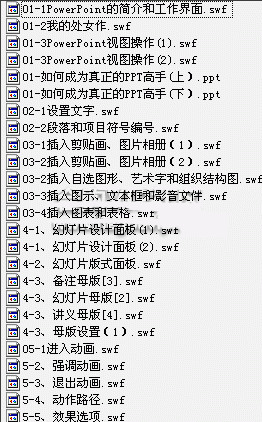 01-1PowerPoint的简介和工作界面.swf
01-2我的处女作.swf
01-3PowerPoint视图操作(1).swf
01-3PowerPoint视图操作(2).swf
01-如何成为真正的PPT高手(上).ppt
01-如何成为真正的PPT高手(下).ppt
02-1设置文字.swf
02-2段落和项目符号编号.swf
03-1插入剪贴画、图片相册(1).swf
03-1插入剪贴画、图片相册(2).swf
03-2插入自选图形、艺术字和组织结构图.swf
03-3插入图示、文本框和影音文件.swf
03-4插入图表和表格.swf
4-1、幻灯片设计面板(1).swf
4-1、幻灯片设计面板(2).swf
4-2、幻灯片版式面板.swf
4-3、备注母版[3].swf
4-3、幻灯片母版[2].swf
4-3、讲义母版[4].swf
4-3、母版设置(1).swf
05-1进入动画.swf
5-2、强调动画.swf
5-3、退出动画.swf
5-4、动作路径.swf
5-5、效果选项.swf